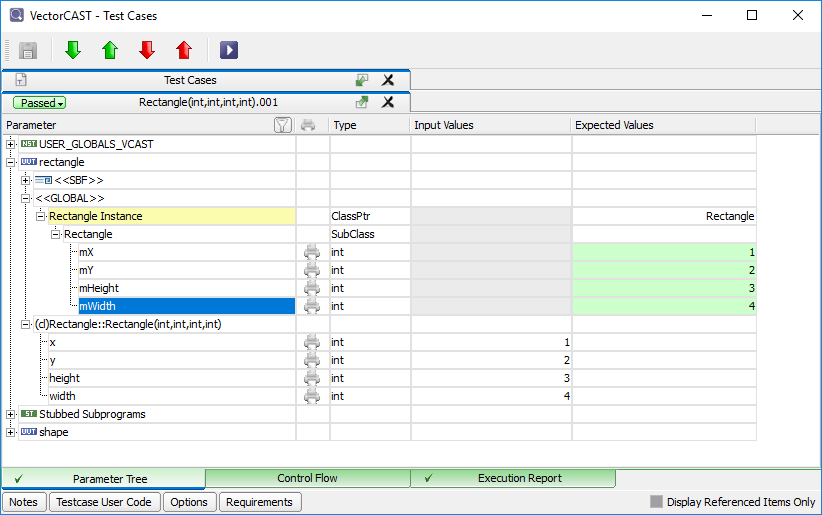 VectorCAST - Test Cases
Test Cases
Passed
Rectangle(int,int,int,int).001
Parameter Type Input Values Expected Values
NST USER_GLOBALS_VCAST
UUT rectangle
<<SBF>>
<<GLOBAL>>
Rectangle Instance ClassPtr Rectangle
Rectangle SubClass
mX int 1
mY int 2
mHeight int 3
mWidth int 4
(d)Rectangle::Rectangle(int,int,int,int)
x int 1
y int 2
height int 3
width int 4
ST Stubbed Subprograms
UUT shape
Parameter Tree Control Flow Execution Report
Notes Testcase User Code Options Requirements Display Referenced Items Only